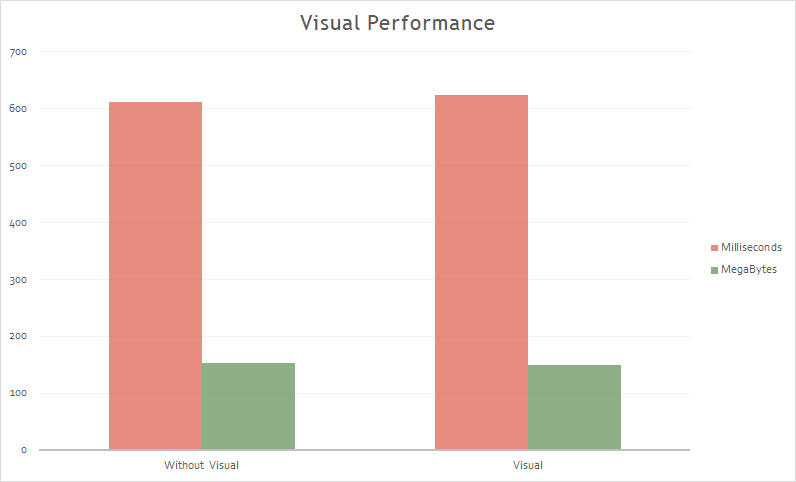 Visual Performance
700
600
500
400
300
200
100
0
Without Visual
Visual
Milliseconds
MegaBytes